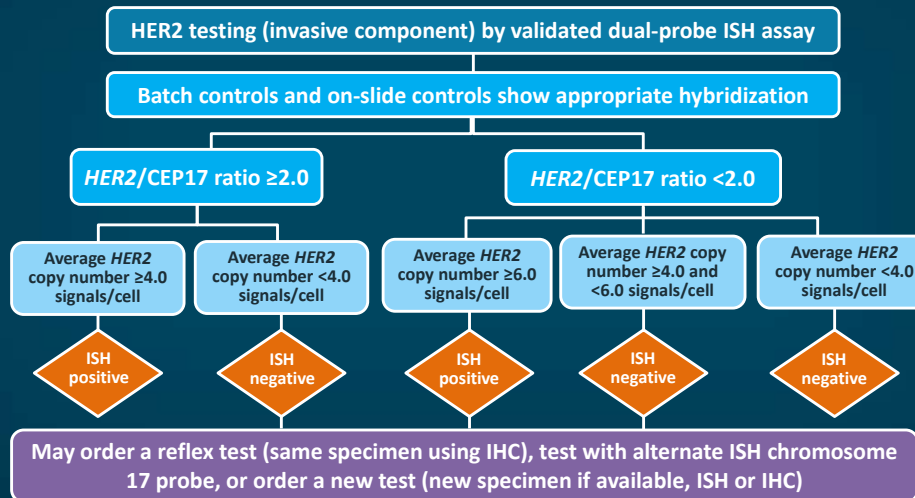 HER2 testing (invasive component) by validated dual-probe ISH assay
Batch controls and on-slide controls show appropriate hybridization
HER2/CEP17 ratio ≥2.0
HER2/CEP17 ratio <2.0
Average HER2
copy number ≥4.0
signals/cell
Average HER2
copy number <4.0
signals/cell
Average HER2
copy number ≥6.0
signals/cell
Average HER2 copy
number ≥4.0 and
<6.0 signals/cell
Average HER2
copy number <4.0
signals/cell
ISH
positive
ISH
negative
ISH
positive
ISH
negative
ISH
negative
May order a reflex test (same specimen using IHC), test with alternate ISH chromosome
17 probe, or order a new test (new specimen if available, ISH or IHC)